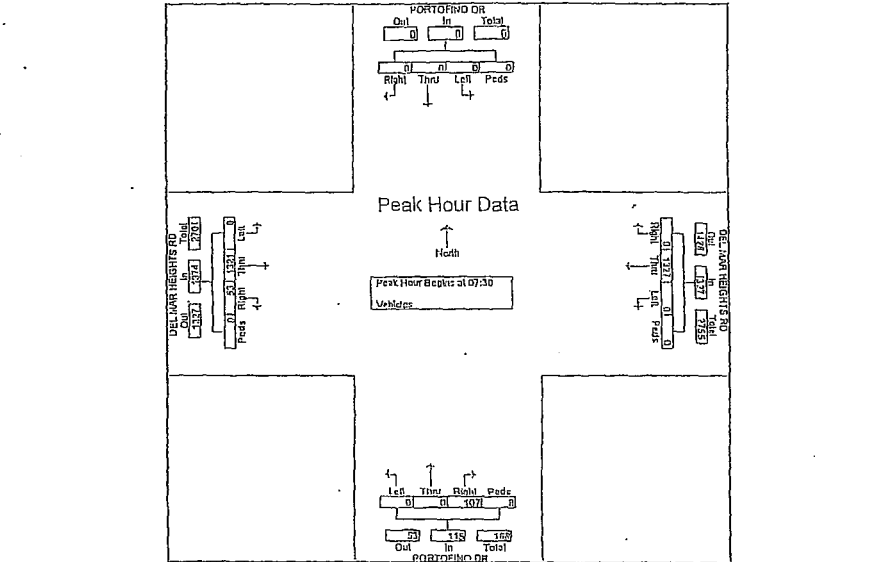 PORTOFINO DR
Out In Total
0 0 0
0 0 0 0
Right Thru Left Peds
Peak Hour Data
North
Peak Hour Begins at 07:30
Vehicles
DEL MAR HEIGHTS RD
Total In Out
2701 1374 1327
0 1321 53 0
Left Thru Right Peds
DEL MAR HEIGHTS RD
Out In Total
1428 1327 2755
Right Thru Left Peds
0 1327 0 0
Left Thru Right Peds
0 0 107
53 115 168
Out In Total
PORTOFINO DR